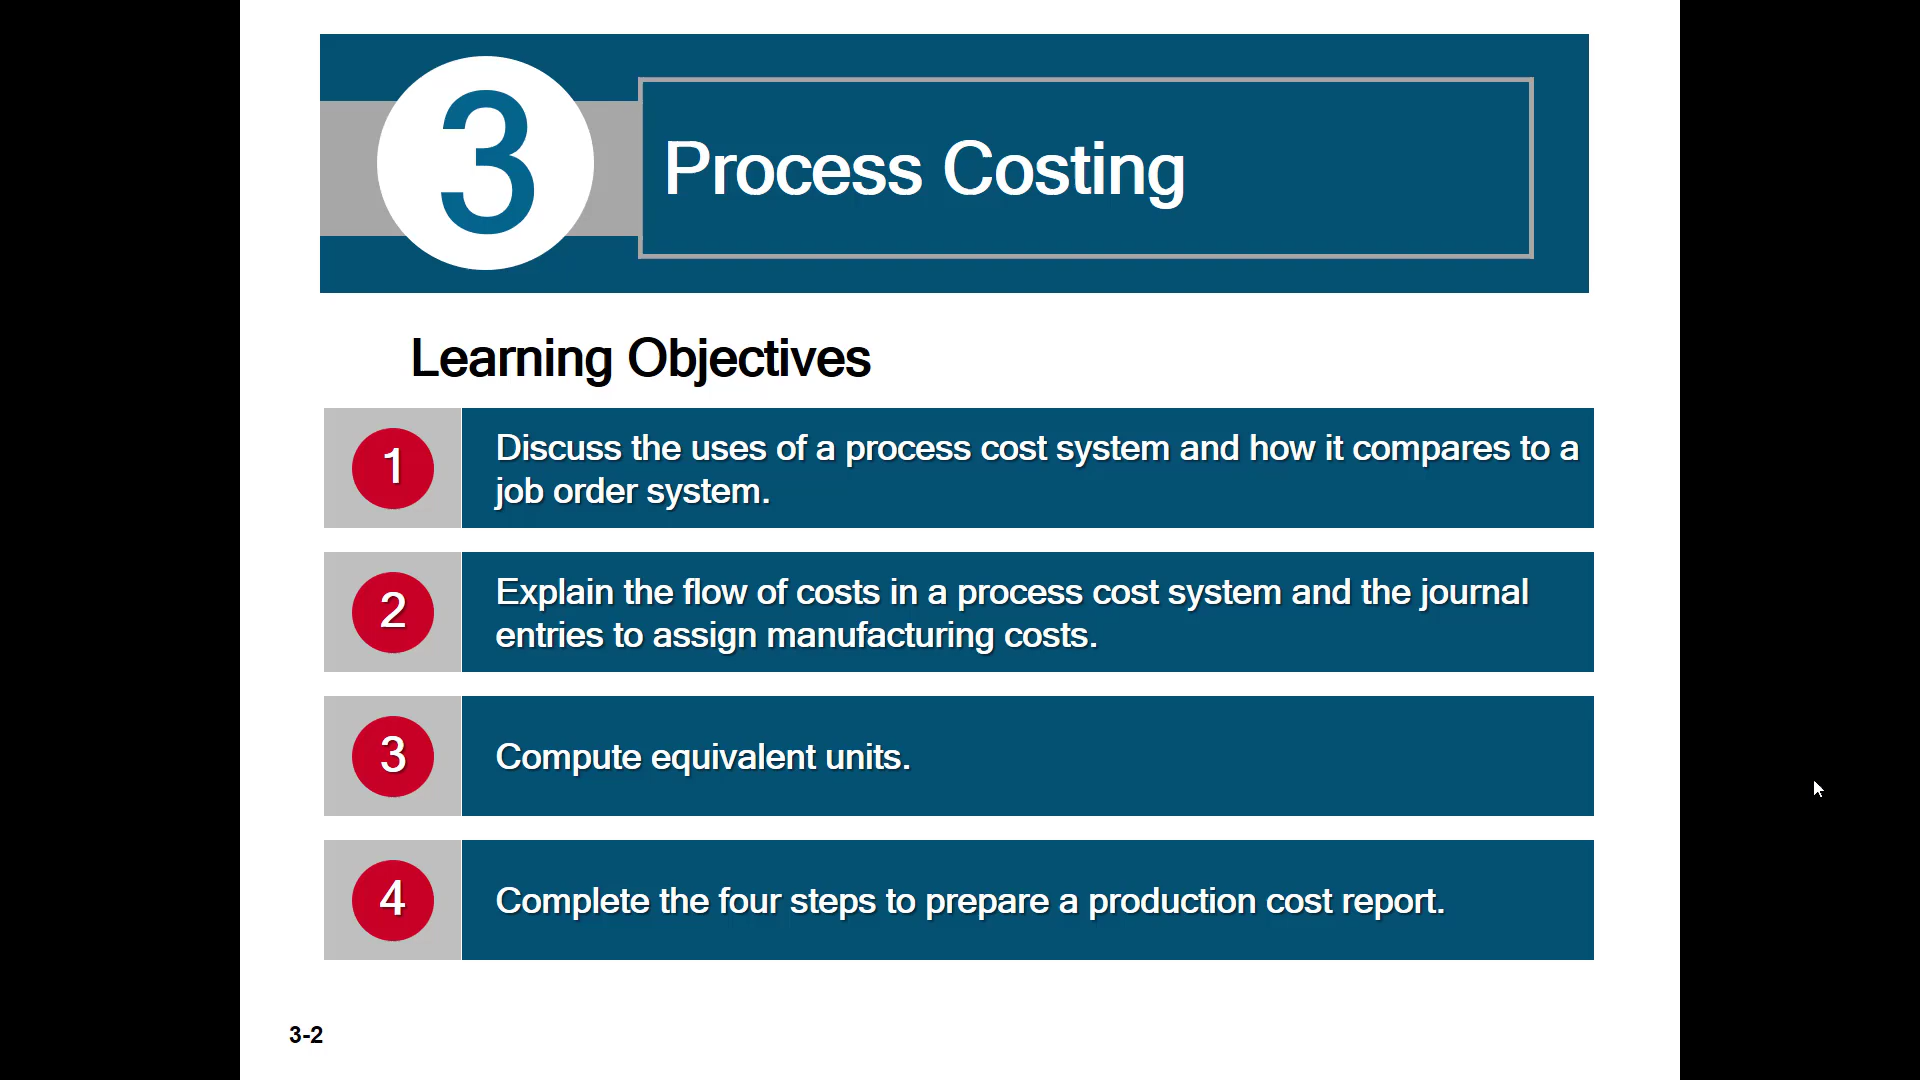 3
Process Costing
Learning Objectives
1
Discuss the uses of a process cost system and how it compares to a
job order system.
2
Explain the flow of costs in a process cost system and the journal
entries to assign manufacturing costs.
3
Compute equivalent units.
4
Complete the four steps to prepare a production cost report.
3-2